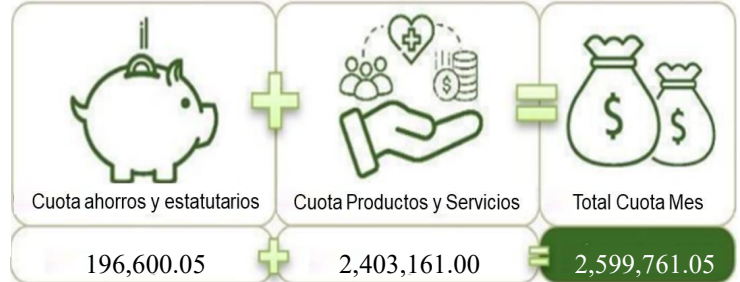 Cuota ahorros y estatutarios Cuota Productos y Servicios Total Cuota Mes
196,600.05 + 2,403,161.00 = 2,599,761.05